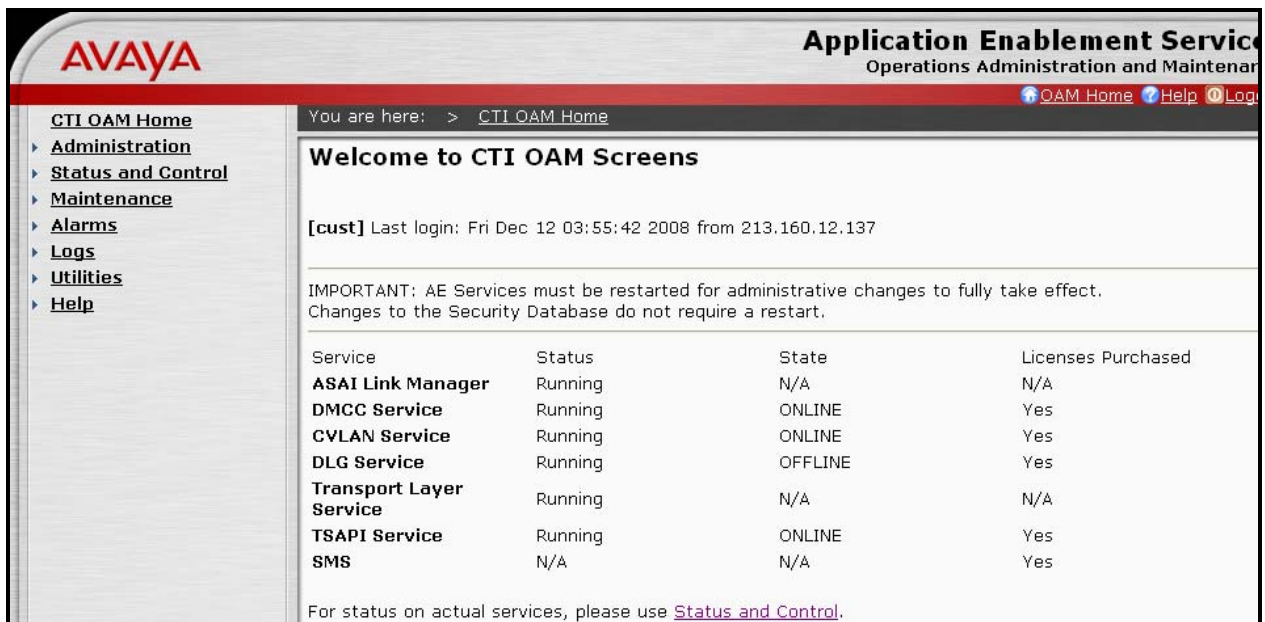 AVAYA
Application Enablement Servic
Operations Administration and Maintenan
OAM Home Help Log
CTI OAM Home
Administration
Status and Control
Maintenance
Alarms
Logs
Utilities
Help
You are here: > CTI OAM Home
Welcome to CTI OAM Screens
[cust] Last login: Fri Dec 12 03:55:42 2008 from 213.160.12.137
IMPORTANT: AE Services must be restarted for administrative changes to fully take effect.
Changes to the Security Database do not require a restart.
Service Status State Licenses Purchased
ASAI Link Manager Running N/A N/A
DMCC Service Running ONLINE Yes
CVLAN Service Running ONLINE Yes
DLG Service Running OFFLINE Yes
Transport Layer
Service Running N/A N/A
TSAPI Service Running ONLINE Yes
SMS N/A N/A Yes
For status on actual services, please use Status and Control.